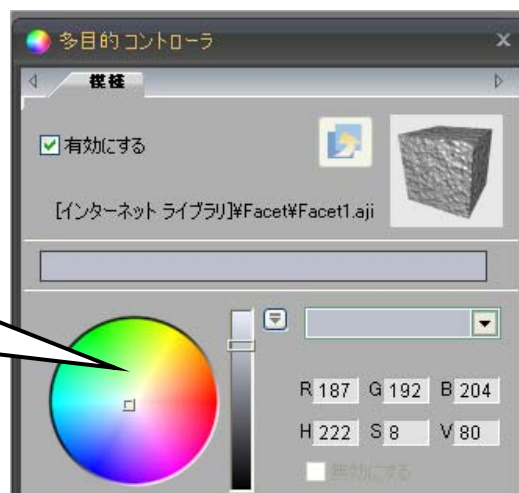 多目的コントローラ
模様
有効にする
[インターネット ライブラリ]¥Facet¥Facet1.aji
R 187 G 192 B 204
H 222 S 8 V 80
無効にする